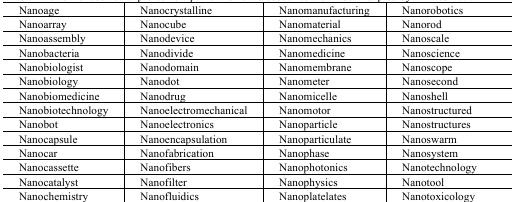 Nanoage Nanocrystalline Nanomanufacturing Nanorobotics
Nanoarray Nanocube Nanomaterial Nanorod
Nanoassembly Nanodevice Nanomechanics Nanoscale
Nanobacteria Nanodivide Nanomedicine Nanoscience
Nanobiologist Nanodomain Nanomembrane Nanoscope
Nanobiology Nanodot Nanometer Nanosecond
Nanobiomedicine Nanodrug Nanomicelle Nanoshell
Nanobiotechnology Nanoelectromechanical Nanomotor Nanostructured
Nanobot Nanoelectronics Nanoparticle Nanostructures
Nanocapsule Nanoencapsulation Nanoparticulate Nanoswarm
Nanocar Nanofabrication Nanophase Nanosystem
Nanocassette Nanofibers Nanophotonics Nanotechnology
Nanocatalyst Nanofilter Nanophysics Nanotool
Nanochemistry Nanofluidics Nanoplatelates Nanotoxicology